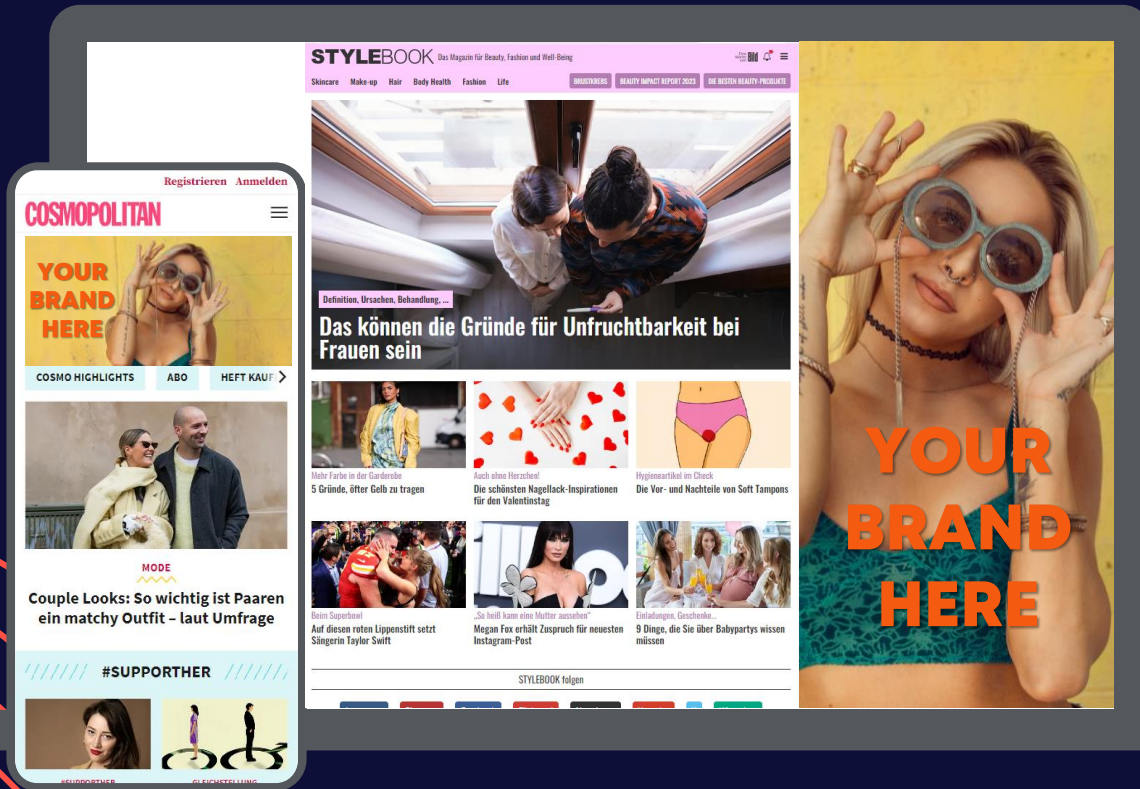 Registrieren Anmelden
COSMOPOLITAN
YOUR
BRAND
HERE
COSMO HIGHLIGHTS ABO HEFT KAUF
MODE
Couple Looks: So wichtig ist Paaren
ein matchy Outfit – laut Umfrage
#SUPPORTHER
#SUPPORTHER GLEICHSTELLUNG
STYLEBOOK Das Magazin für Beauty, Fashion und Well-Being
Bild
Skincare Make-up Hair Body Health Fashion Life BRUSTKREBS BEAUTY IMPACT REPORT 2023 DIE BESTEN BEAUTY-PRODUKTE
Definition, Ursachen, Behandlung, ...
Das können die Gründe für Unfruchtbarkeit bei
Frauen sein
Mehr Farbe in der Garderobe
5 Gründe, öfter Gelb zu tragen
Auch ohne Herzchen!
Die schönsten Nagellack-Inspirationen
für den Valentinstag
Hygieneartikel im Check
Die Vor- und Nachteile von Soft Tampons
Beim Superbowl
Auf diesen roten Lippenstift setzt
Sängerin Taylor Swift
„So heiß kann eine Mutter aussehen"
Megan Fox erhält Zuspruch für neuesten
Instagram-Post
Einladungen, Geschenke...
9 Dinge, die Sie über Babypartys wissen
müssen
STYLEBOOK folgen
YOUR
BRAND
HERE